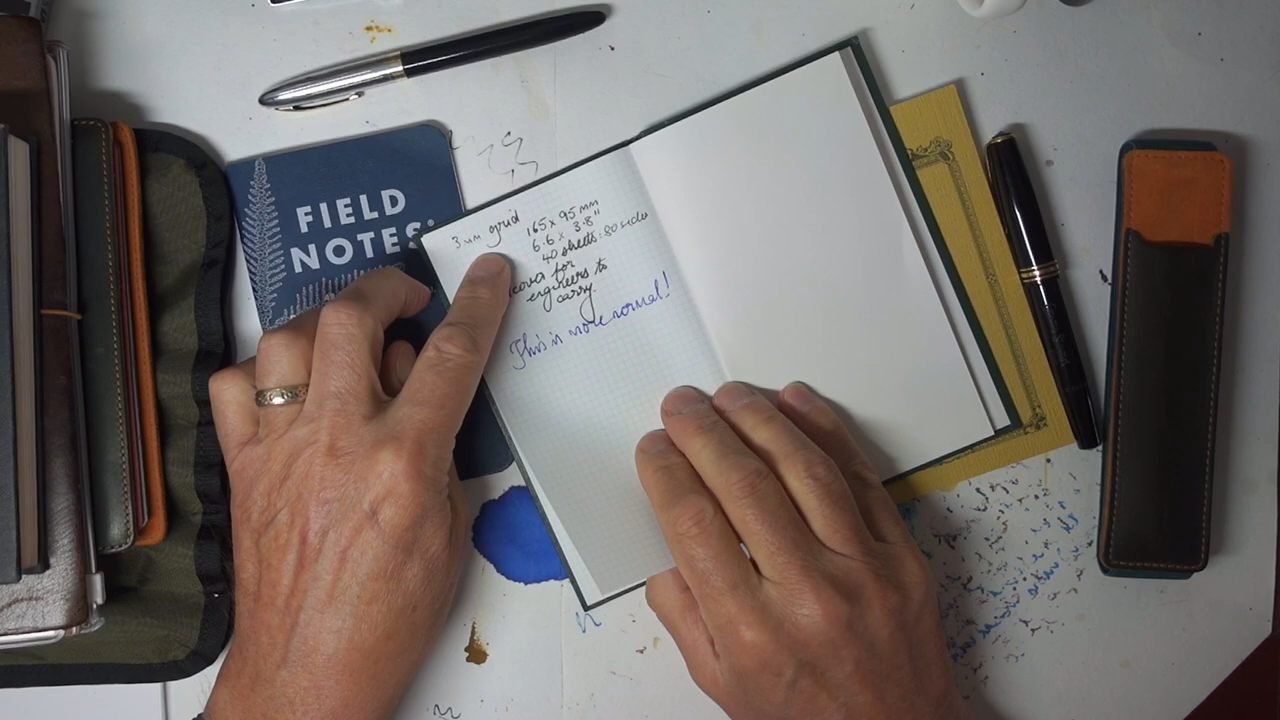 FIELD
NOTES
3mm grid
165 x 95 mm
6.6 x 3.8"
40 sheets : 80 sides
cover for
engineers to
carry.
This is more normal!